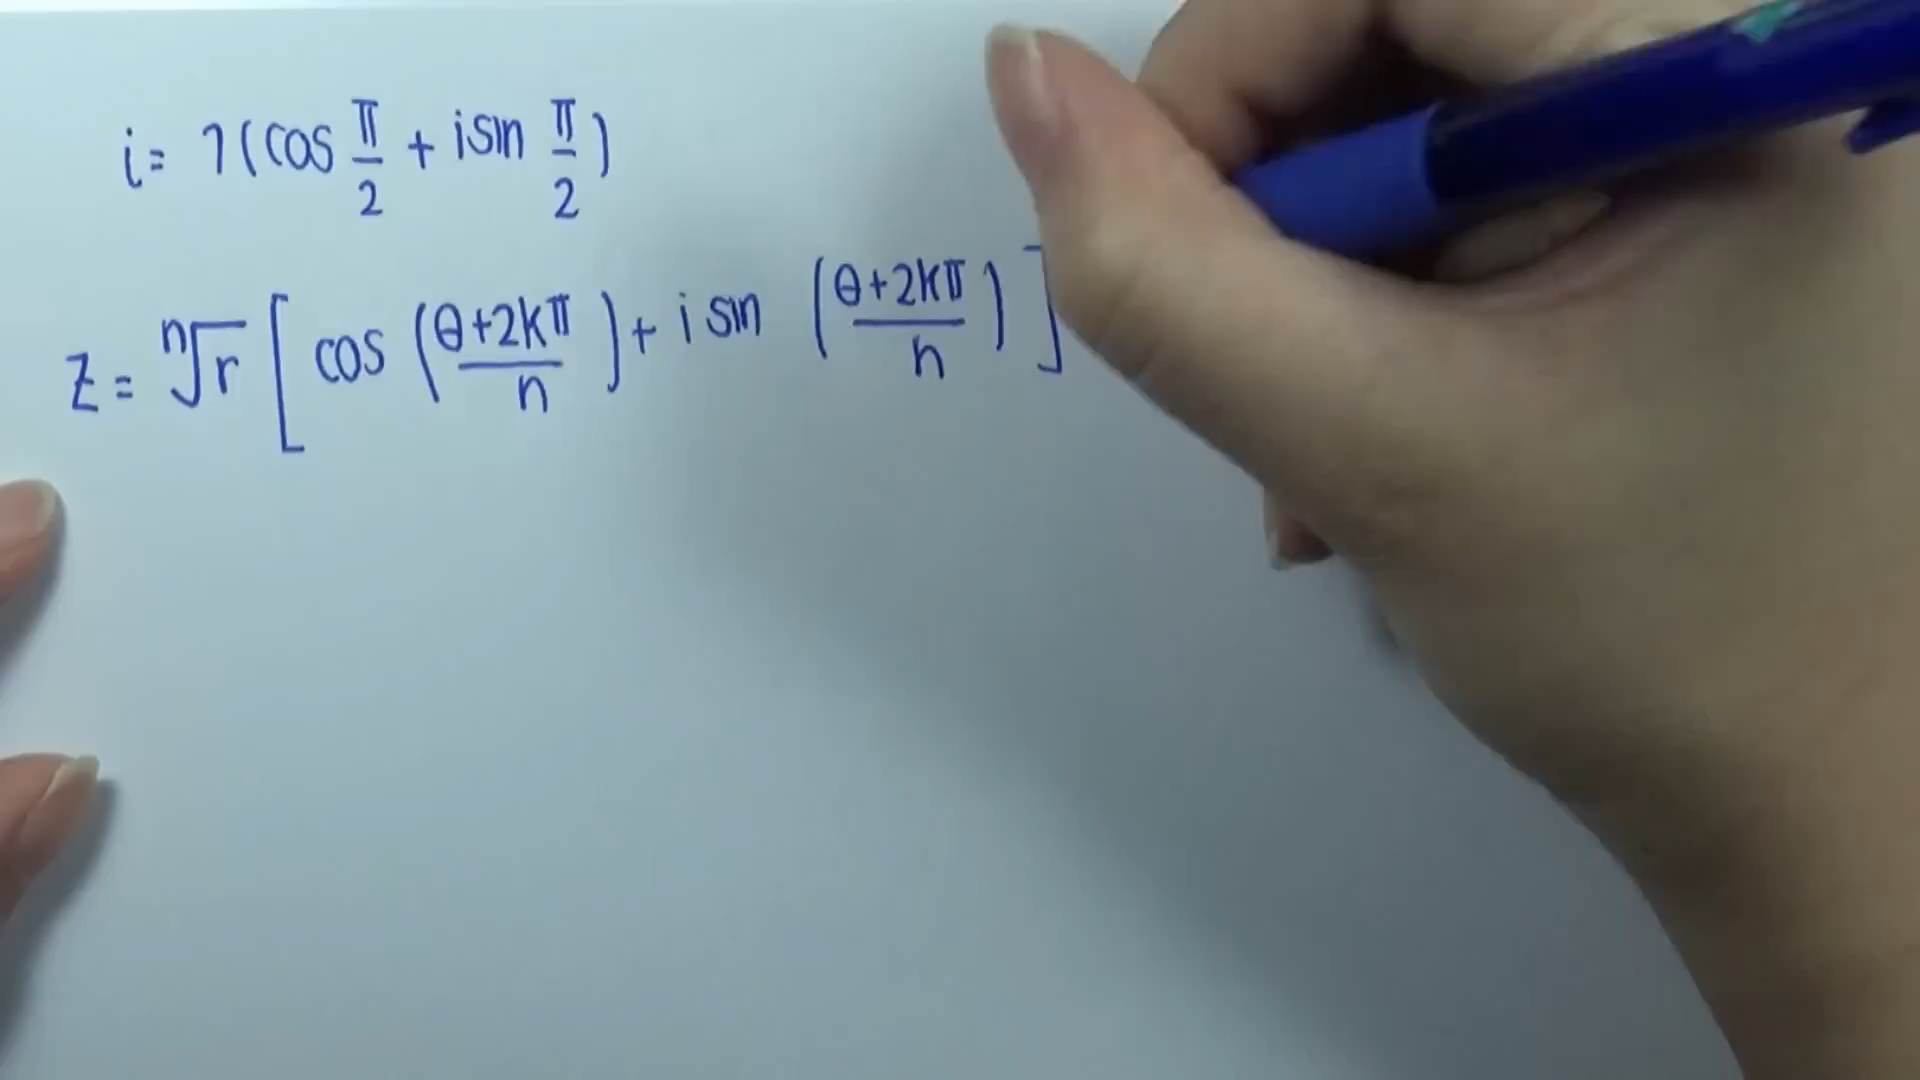 i = 1(cos π/2 + i sin π/2)
z = ⁿ√r [cos (θ+2kπ/n) + i sin (θ+2kπ/n)]